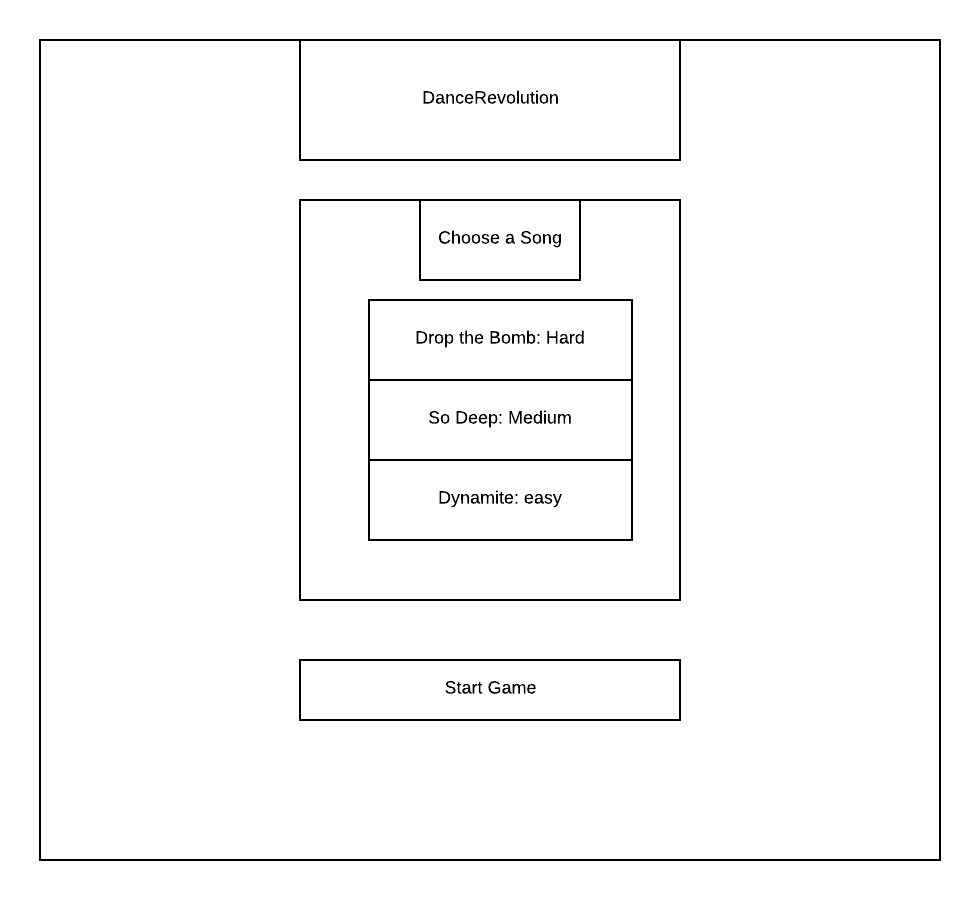 DanceRevolution
Choose a Song
Drop the Bomb: Hard
So Deep: Medium
Dynamite: easy
Start Game